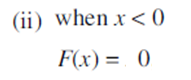 (ii) when x < 0
F(x) = 0